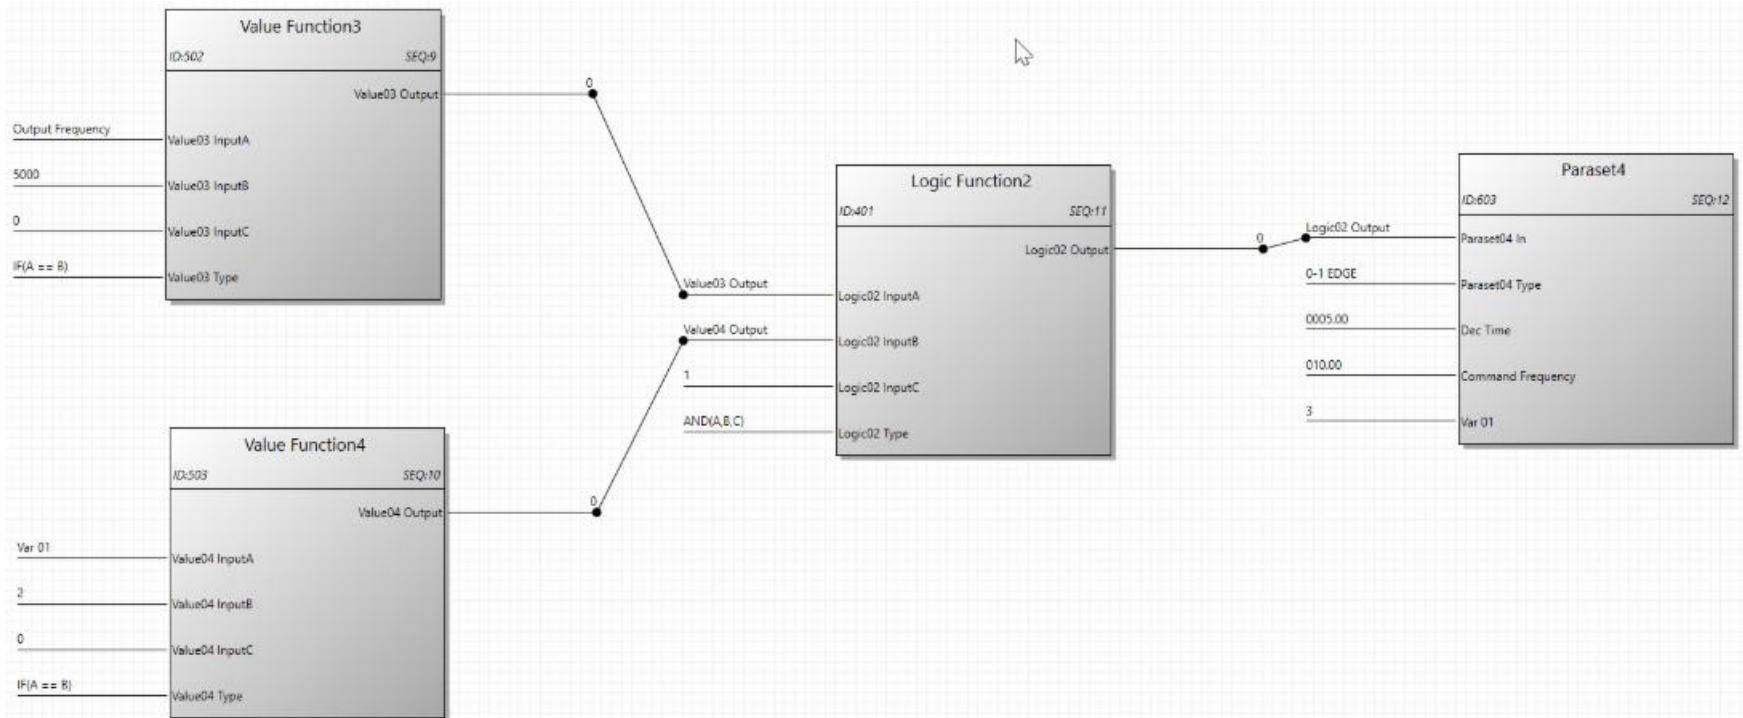 Value Function3
ID:502 SEQ:9
Value03 Output
0
Output Frequency
Value03 InputA
5000
Value03 InputB
0
Value03 InputC
IF(A == B)
Value03 Type
Value Function4
ID:503 SEQ:10
Value04 Output
0
Var 01
Value04 InputA
2
Value04 InputB
0
Value04 InputC
IF(A == B)
Value04 Type
Logic Function2
ID:401 SEQ:11
Logic02 Output
0
Value03 Output
Logic02 InputA
Value04 Output
Logic02 InputB
1
Logic02 InputC
AND(A,B,C)
Logic02 Type
Paraset4
ID:603 SEQ:12
Logic02 Output
Paraset04 In
0-1 EDGE
Paraset04 Type
0005.00
Dec Time
010.00
Command Frequency
3
Var 01